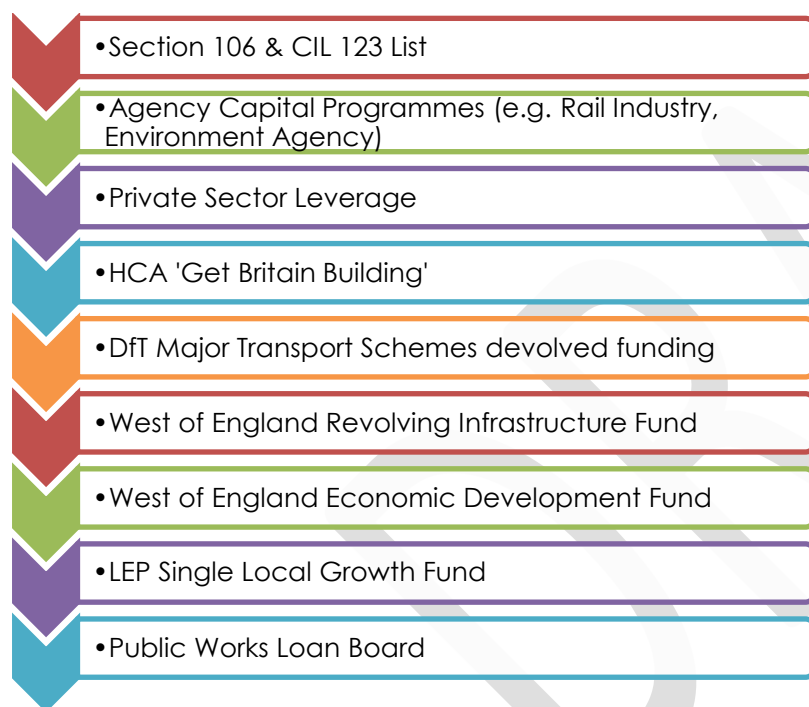 •Section 106 & CIL 123 List
•Agency Capital Programmes (e.g. Rail Industry,
Environment Agency)
•Private Sector Leverage
•HCA 'Get Britain Building'
•DfT Major Transport Schemes devolved funding
•West of England Revolving Infrastructure Fund
•West of England Economic Development Fund
•LEP Single Local Growth Fund
•Public Works Loan Board